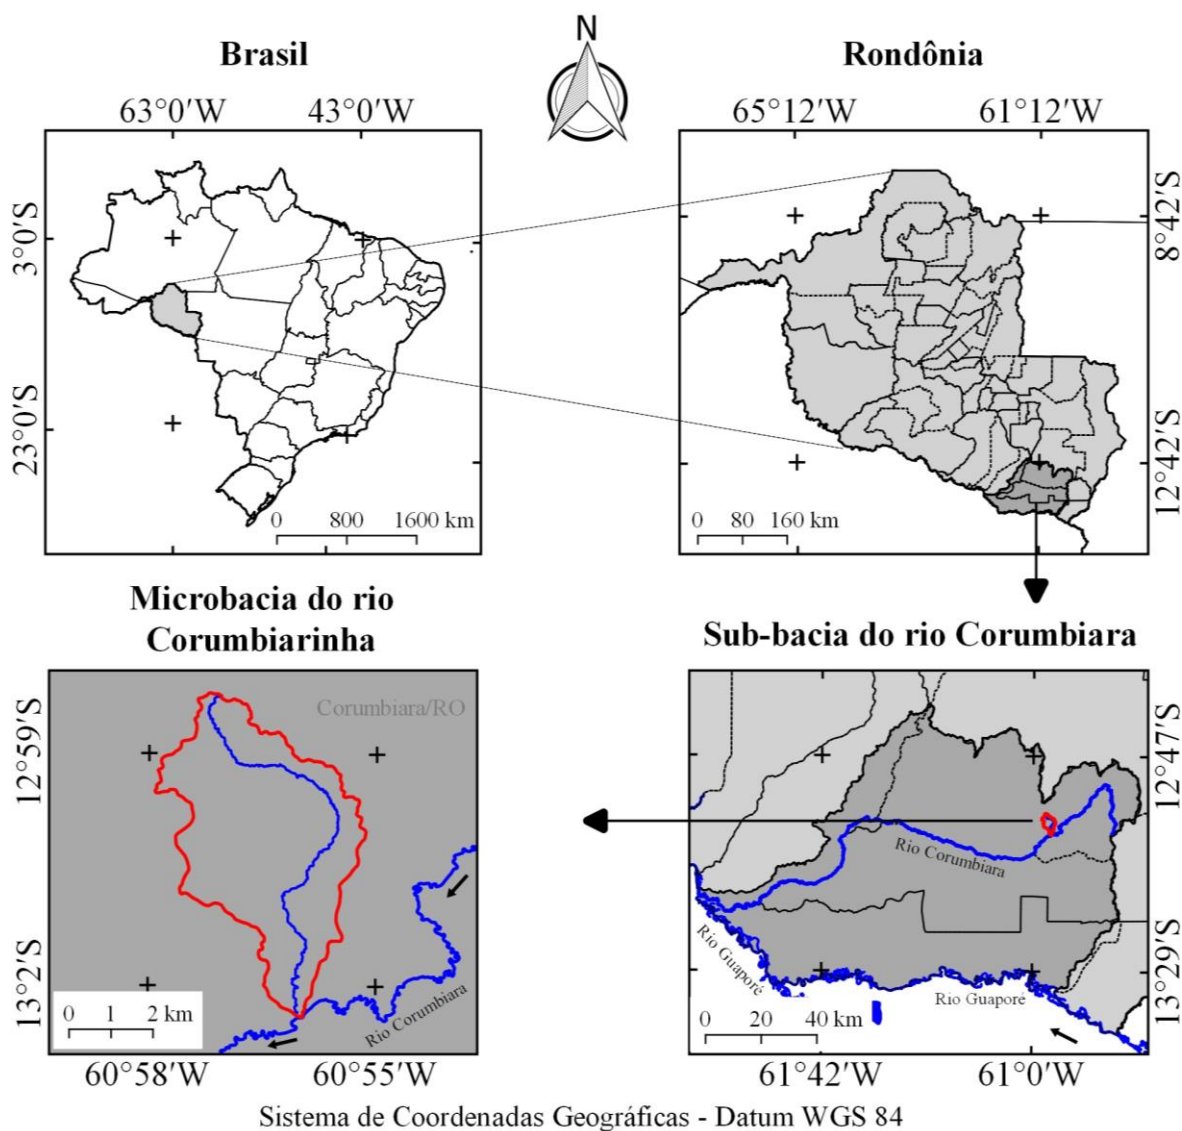 N
Brasil
63°0'W 43°0'W
3°0'S
23°0'S
0 800 1600 km
Rondônia
65°12'W 61°12'W
8°42'S
12°42'S
0 80 160 km
Microbacia do rio
Corumbiarinha
Corumbiara/RO
12°59'S
13°2'S
0 1 2 km
Rio Corumbiara
60°58'W 60°55'W
Sub-bacia do rio Corumbiara
12°47'S
13°29'S
Rio Corumbiara
Rio Guaporé
Rio Guaporé
0 20 40 km
61°42'W 61°0'W
Sistema de Coordenadas Geográficas - Datum WGS 84